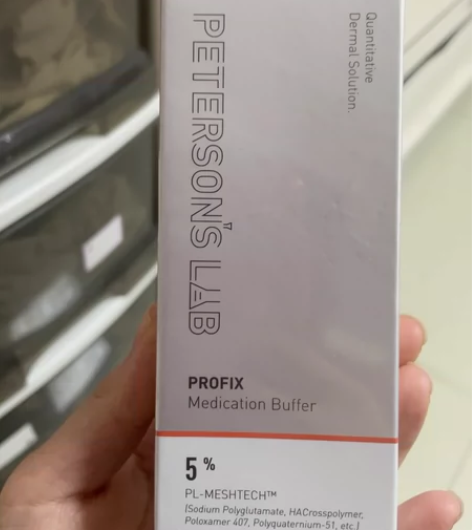 PETERSON'S LAB
Quantitative
Dermal Solution.
PROFIX
Medication Buffer
5%
PL-MESHTECH™
[Sodium Polyglutamate, HACrosspolymer,
Poloxamer 407, Polyquaternium-51, etc.]